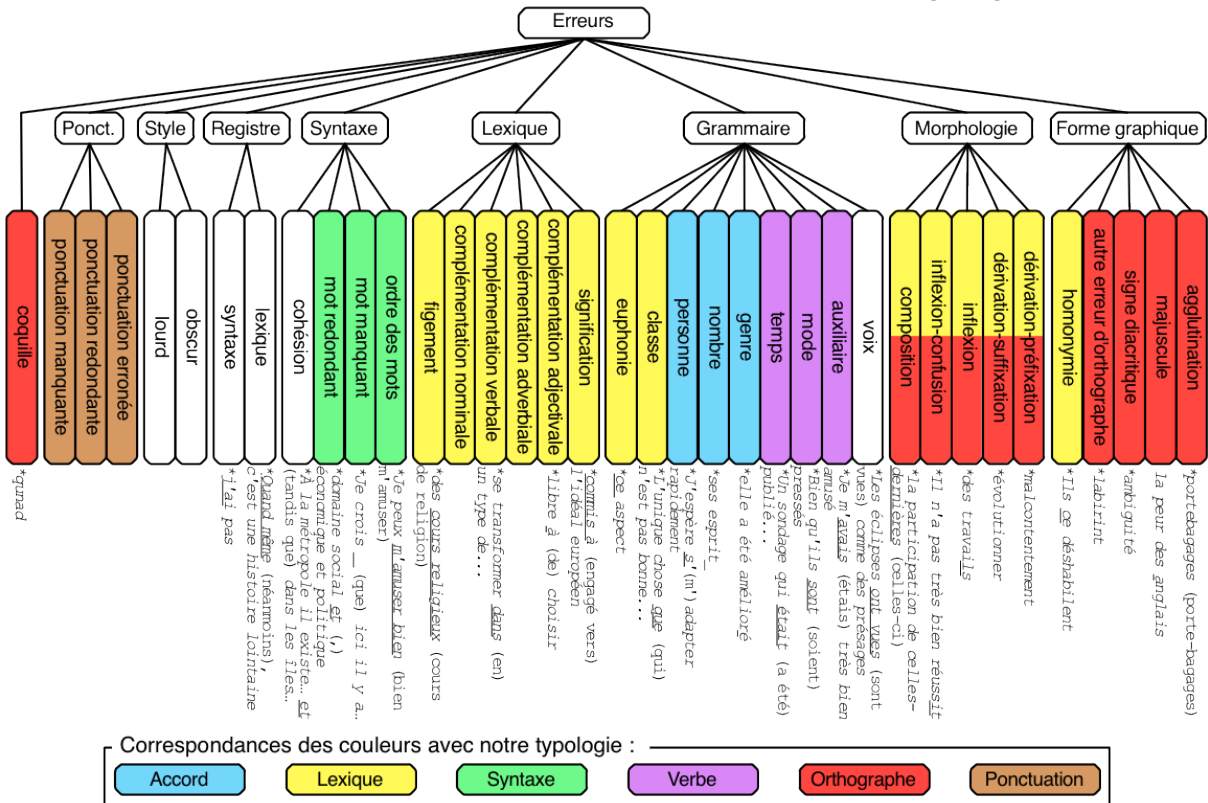 Erreurs
Ponct.
Style
Registre
Syntaxe
Lexique
Grammaire
Morphologie
Forme graphique
coquille
ponctuation manquante
ponctuation redondante
ponctuation erronée
lourd
obscur
syntaxe
lexique
cohésion
mot redondant
mot manquant
ordre des mots
figement
complémentation nominale
complémentation verbale
complémentation adverbiale
complémentation adjectivale
signification
euphonie
classe
personne
nombre
genre
temps
mode
auxiliaire
voix
composition
inflexion-confusion
inflexion
dérivation-suffixation
dérivation-préfixation
homonymie
autre erreur d'orthographe
signe diacritique
majuscule
agglutination
*qunad
*j'ai pas
*Quand même (néanmoins),
c'est une histoire lointaine
*À la métropole il existe… et
(tandis que) dans les îles…
*domaine social et (,)
économique et politique
*Je crois __ (que) ici il y a…
*Je peux m'amuser bien (bien
m'amuser)
*des cours religieux (cours
de religion)
*se transformer dans (en)
un type de...
*libre à (de) choisir
*commis à (engagé vers)
l'idéal européen
*ce aspect
*L'unique chose que (qui)
n'est pas bonne...
*J'espère s'(m')adapter
rapidement
*ses esprit_
*elle a été amélioré
*Un sondage qui était (a été)
publié...
*Bien qu'ils sont (soient)
pressés
*Je m'avais (étais) très bien
amusé
*Les éclipses ont vues (sont
vues) comme des présages
*la participation de celles-
dernières (celles-ci)
*Il n'a pas très bien réussit
*des travails
*évolutionner
*malcontentement
*Ils ce déshabilent
*labirint
*ambiguité
la peur des anglais
*portebagages (porte-bagages)
Correspondances des couleurs avec notre typologie :
Accord
Lexique
Syntaxe
Verbe
Orthographe
Ponctuation